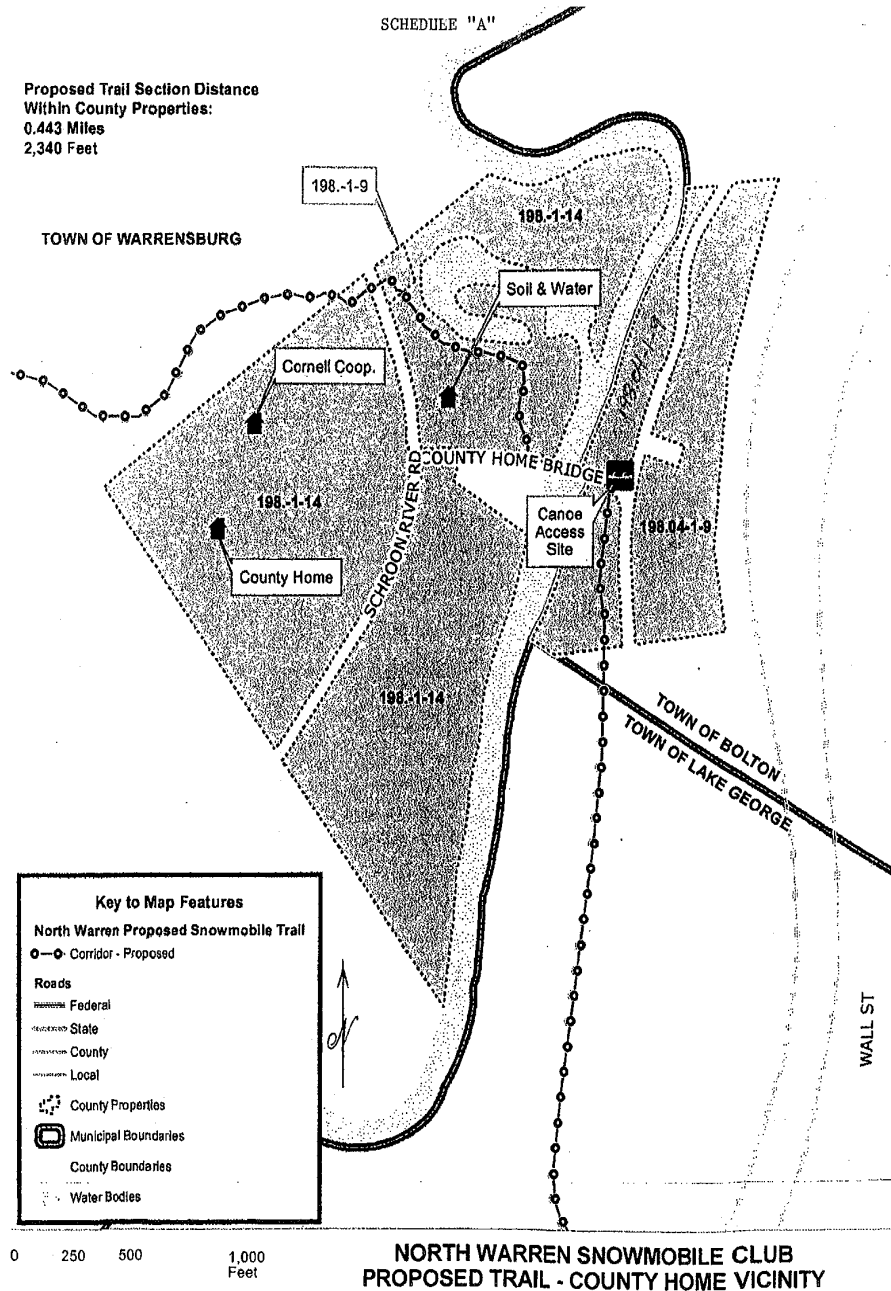 SCHEDULE "A"
Proposed Trail Section Distance
Within County Properties:
0.443 Miles
2,340 Feet
198.-1-9
198.-1-14
TOWN OF WARRENSBURG
Soil & Water
Cornell Coop.
198.04-1-9
COUNTY HOME BRIDGE
SCHROON RIVER RD
198.-1-14
Canoe
Access
Site
198.04-1-9
County Home
198.-1-14
TOWN OF BOLTON
TOWN OF LAKE GEORGE
Key to Map Features
North Warren Proposed Snowmobile Trail
Corridor - Proposed
Roads
Federal
State
County
Local
County Properties
Municipal Boundaries
County Boundaries
Water Bodies
N
WALL ST
0 250 500 1,000
Feet
NORTH WARREN SNOWMOBILE CLUB
PROPOSED TRAIL - COUNTY HOME VICINITY